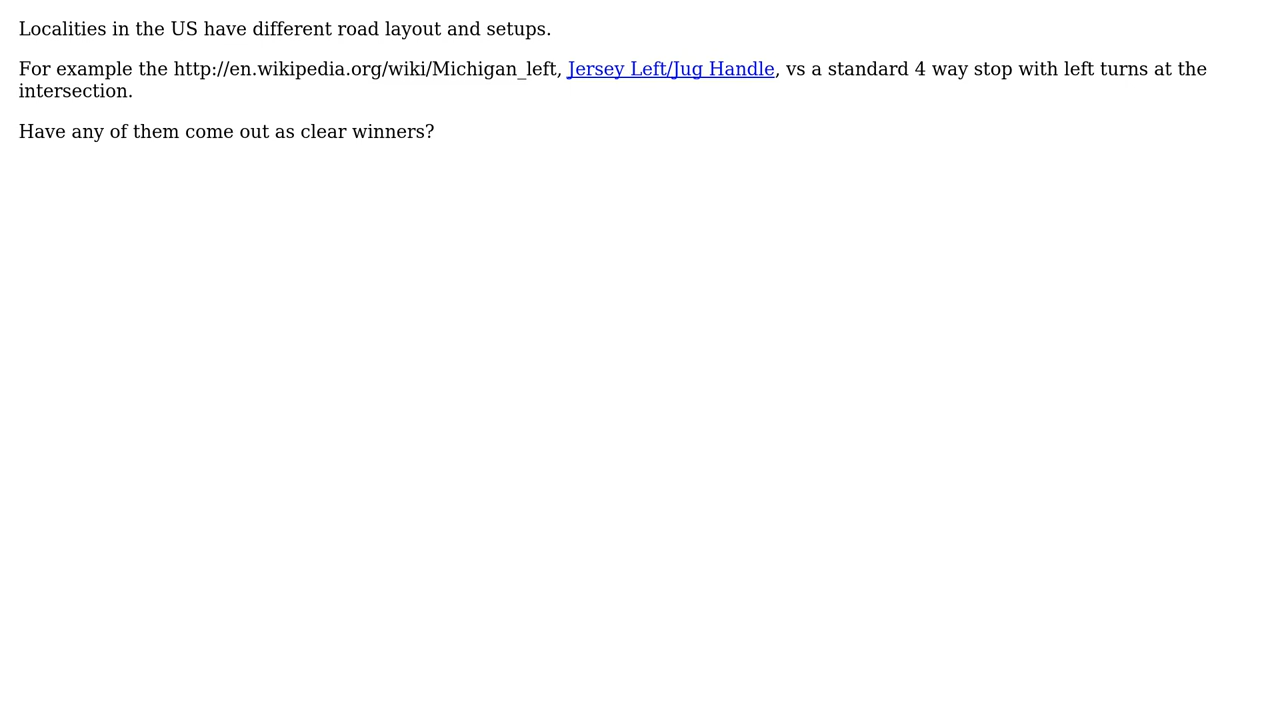 Localities in the US have different road layout and setups.
For example the http://en.wikipedia.org/wiki/Michigan_left, Jersey Left/Jug Handle, vs a standard 4 way stop with left turns at the
intersection.
Have any of them come out as clear winners?